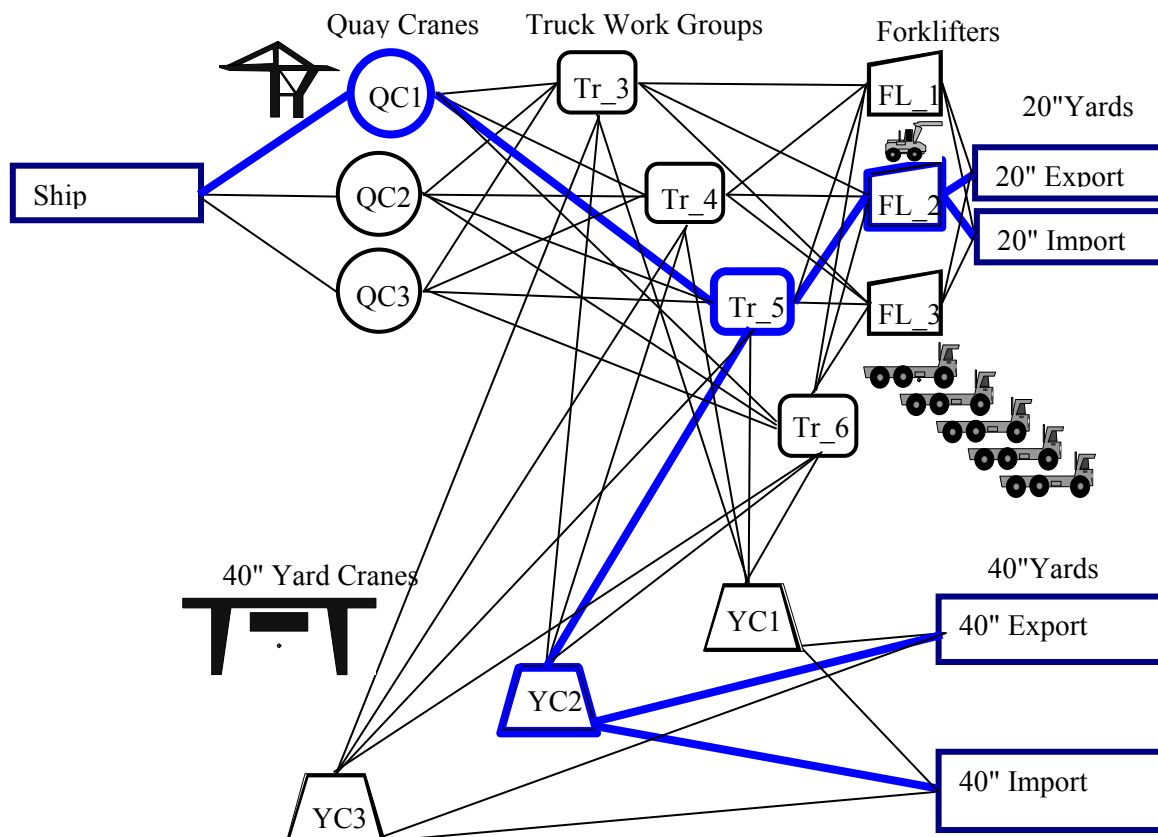 Quay Cranes
Truck Work Groups
Forklifters
QC1
Tr_3
FL_1
20"Yards
Ship
QC2
Tr_4
FL_2
20" Export
20" Import
QC3
Tr_5
FL_3
Tr_6
40" Yard Cranes
YC1
40"Yards
40" Export
YC2
40" Import
YC3